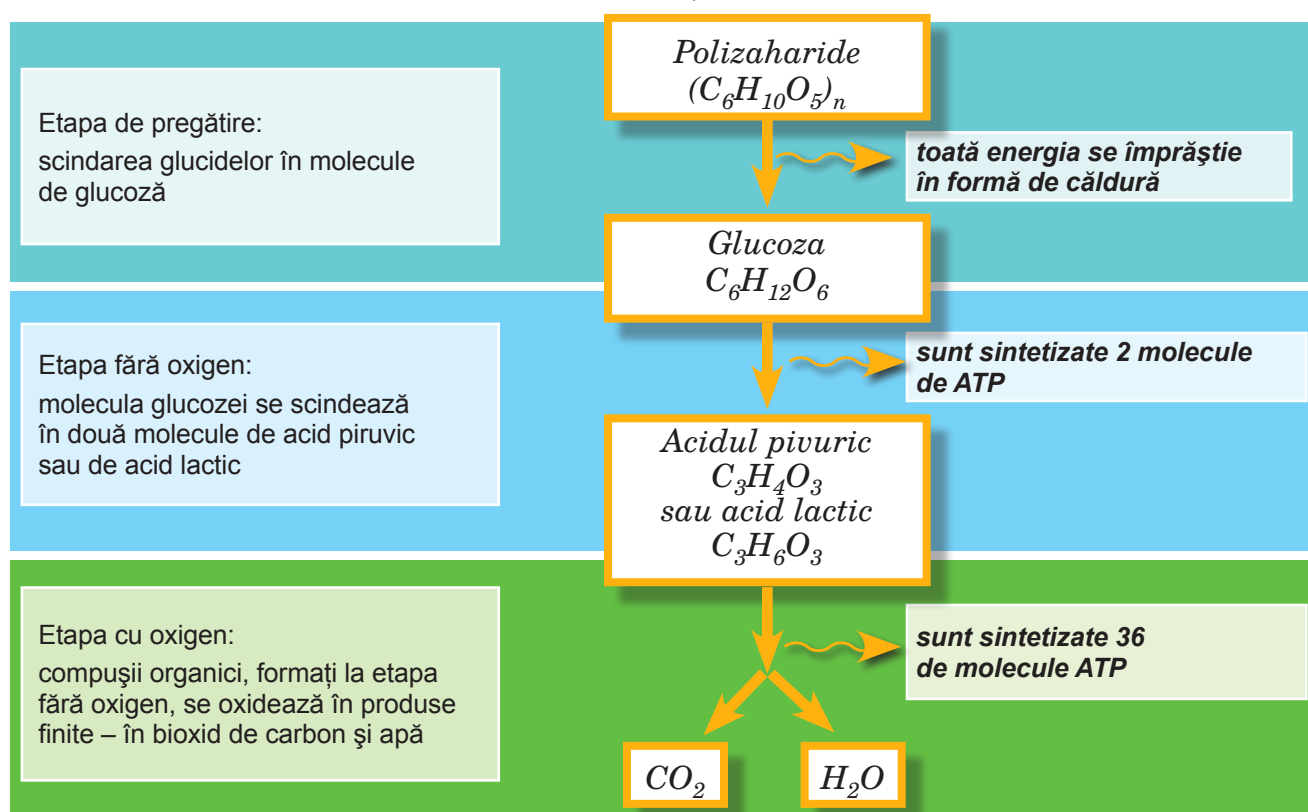 Polizaharide
(C₆H₁₀O₅)ₙ
Etapa de pregătire:
scindarea glucidelor în molecule
de glucoză
toată energia se împrăştie
în formă de căldură
Glucoza
C₆H₁₂O₆
Etapa fără oxigen:
molecula glucozei se scindează
în două molecule de acid piruvic
sau de acid lactic
sunt sintetizate 2 molecule
de ATP
Acidul pivuric
C₃H₄O₃
sau acid lactic
C₃H₆O₃
Etapa cu oxigen:
compuşii organici, formați la etapa
fără oxigen, se oxidează în produse
finite – în bioxid de carbon şi apă
sunt sintetizate 36
de molecule ATP
CO₂
H₂O